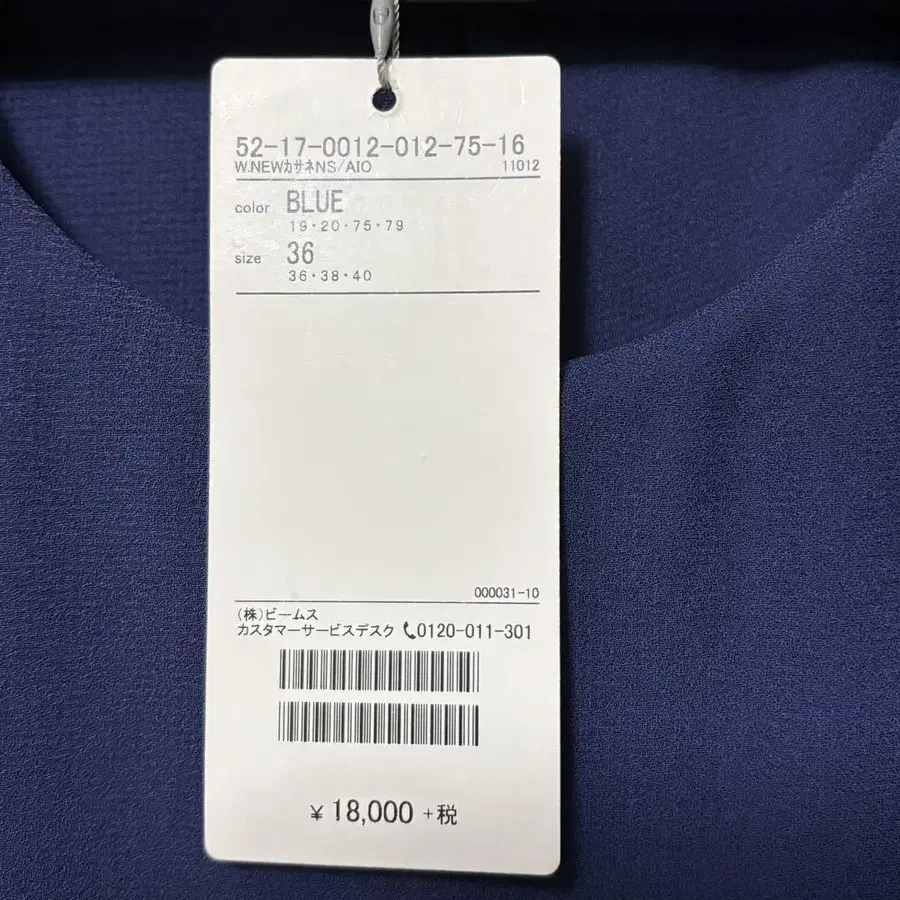 52-17-0012-012-75-16
W.NEWカサネNS/AIO 11012
color BLUE
19・20・75・79
size 36
36・38・40
000031-10
(株)ビームス
カスタマーサービスデスク 0120-011-301
¥ 18,000 +税